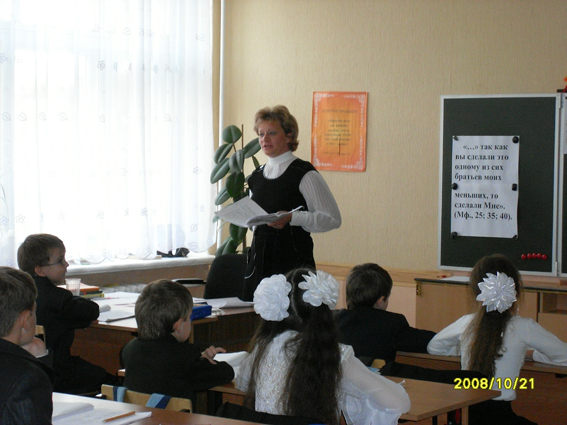 «…» так как
вы сделали это
одному из сих
братьев моих
меньших, то
сделали Мне».
(Мф., 25; 35; 40).
2008/10/21